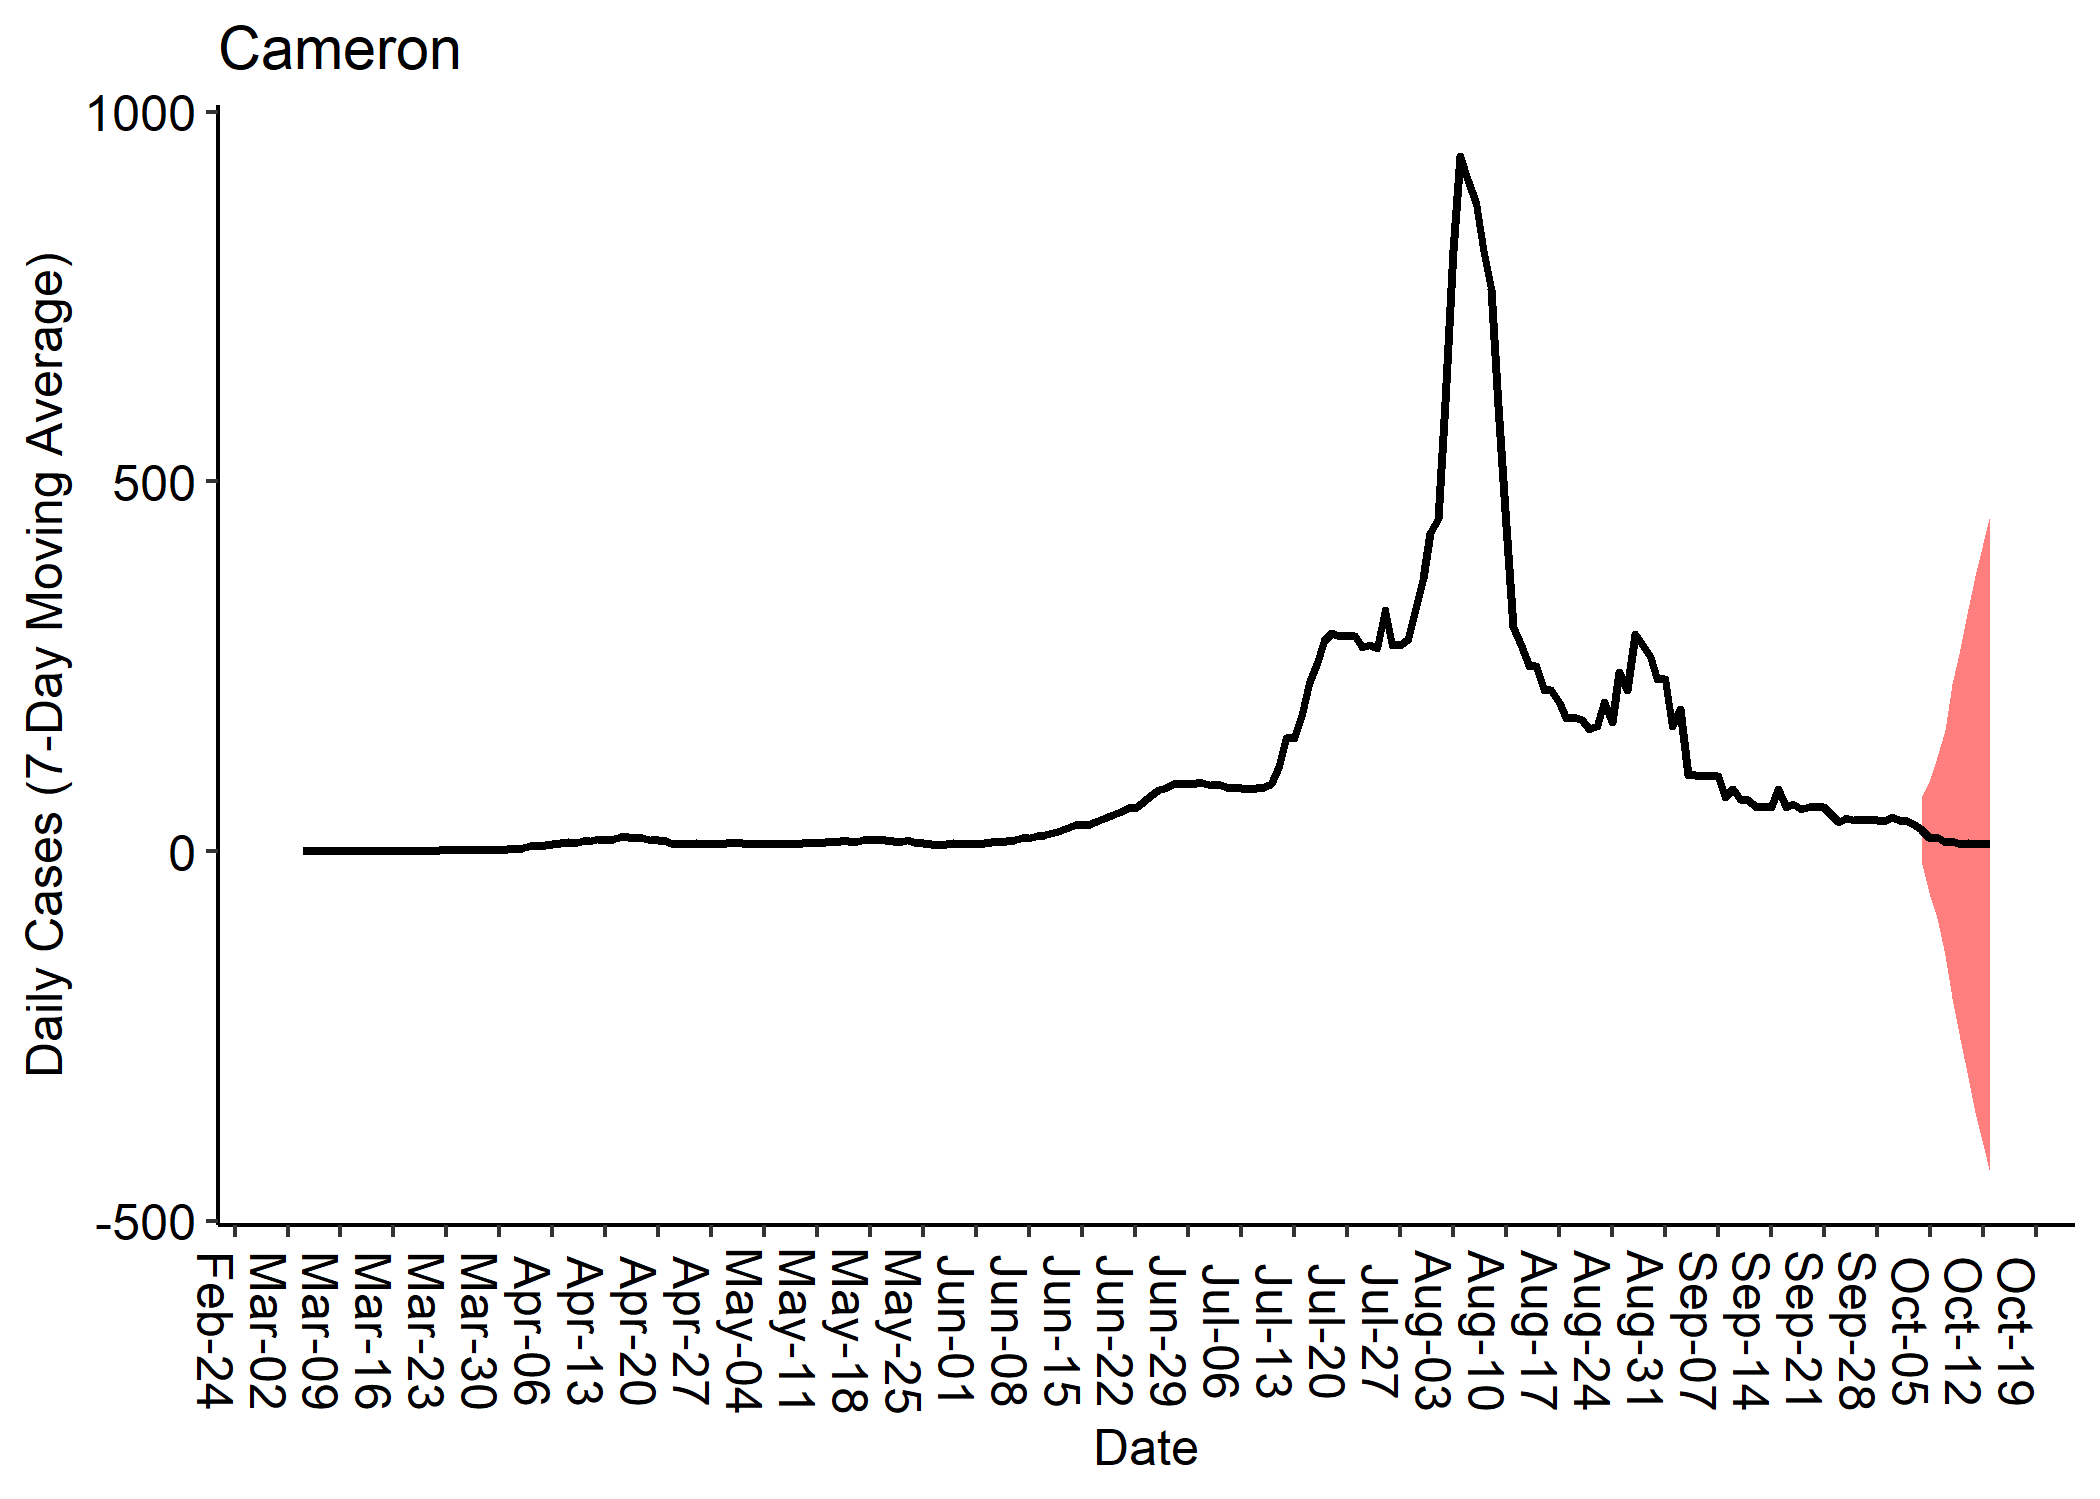 Cameron
Daily Cases (7-Day Moving Average)
1000
500
0
-500
Feb-24
Mar-02
Mar-09
Mar-16
Mar-23
Mar-30
Apr-06
Apr-13
Apr-20
Apr-27
May-04
May-11
May-18
May-25
Jun-01
Jun-08
Jun-15
Jun-22
Jun-29
Jul-06
Jul-13
Jul-20
Jul-27
Aug-03
Aug-10
Aug-17
Aug-24
Aug-31
Sep-07
Sep-14
Sep-21
Sep-28
Oct-05
Oct-12
Oct-19
Date